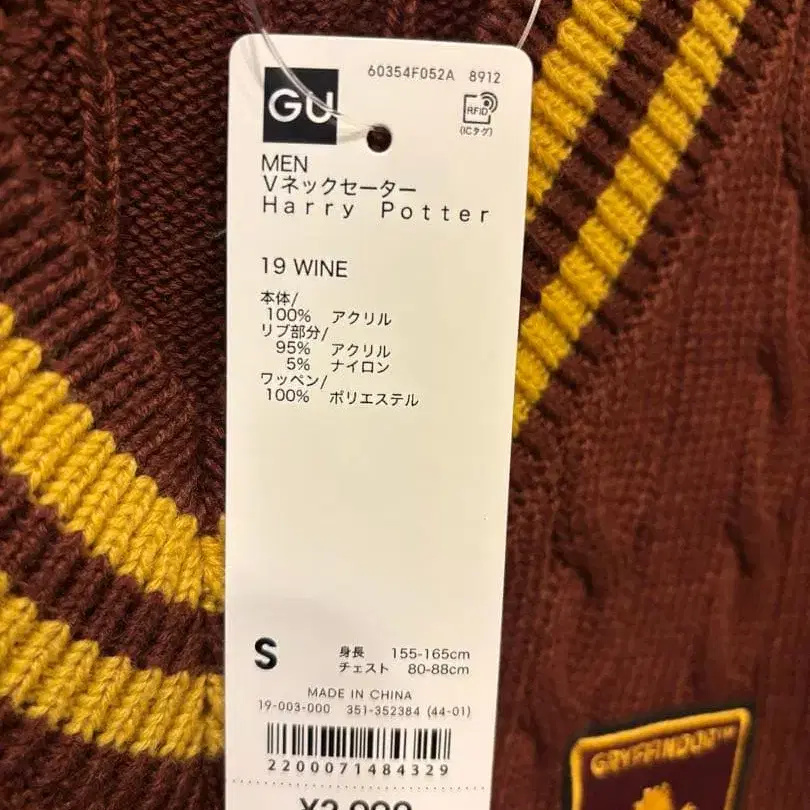 GU
60354F052A 8912
RFID
(ICタグ)
MEN
Vネックセーター
Harry Potter
19 WINE
本体/
100% アクリル
リブ部分/
95% アクリル
5% ナイロン
ワッペン/
100% ポリエステル
S
身長 155-165cm
チェスト 80-88cm
MADE IN CHINA
19-003-000 351-352384 (44-01)
2200071484329
GRYFFINDOR™